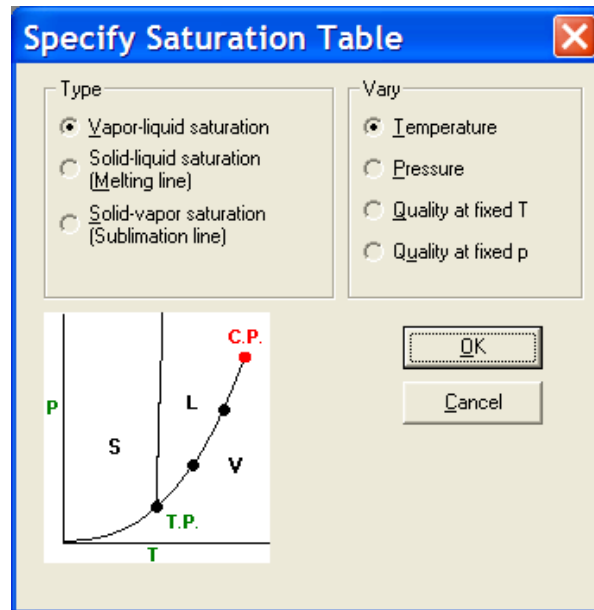 Specify Saturation Table
Type
Vapor-liquid saturation
Solid-liquid saturation
(Melting line)
Solid-vapor saturation
(Sublimation line)
Vary
Temperature
Pressure
Quality at fixed T
Quality at fixed p
C.P.
P
L
S
V
T.P.
T
OK
Cancel